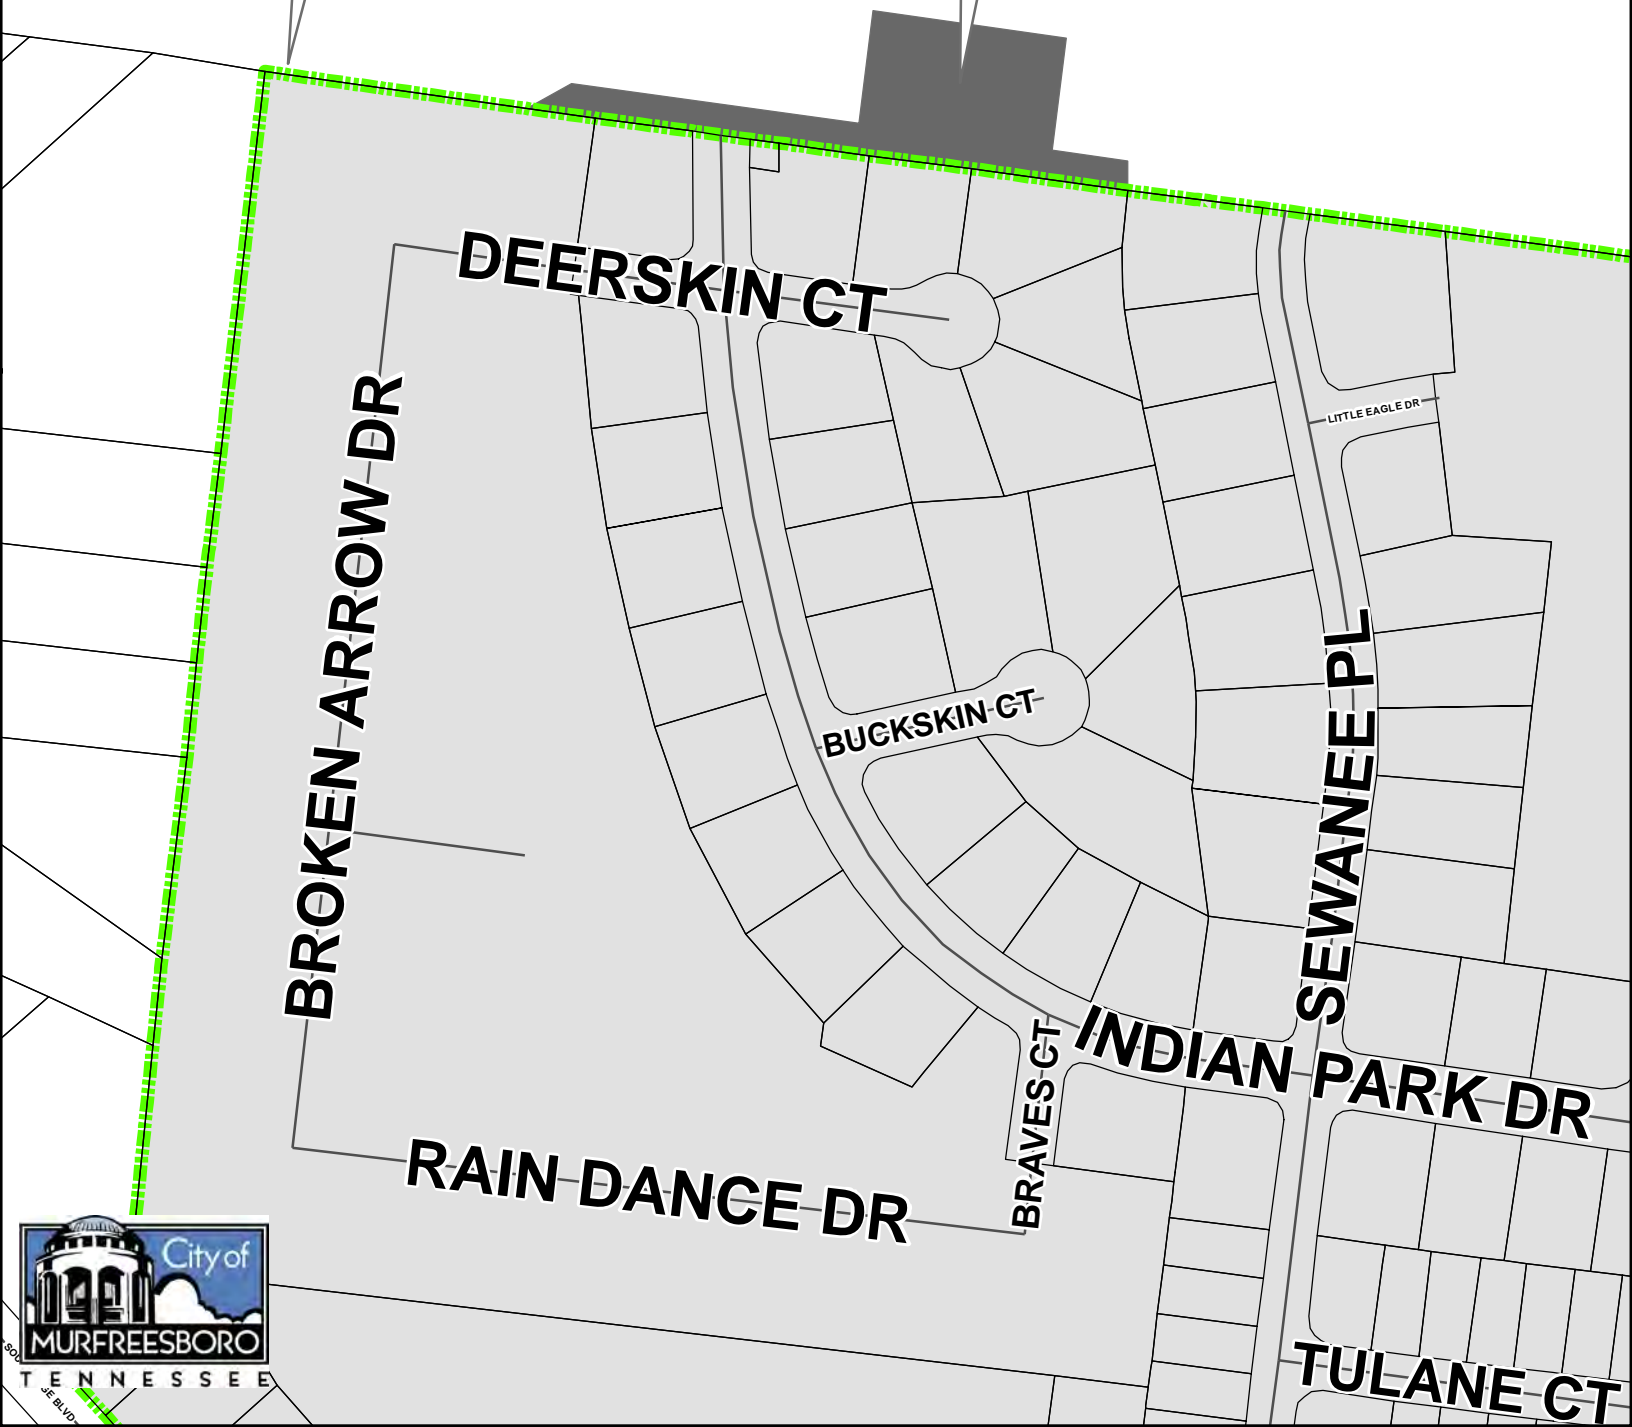 DEERSKIN CT
BROKEN ARROW DR
LITTLE EAGLE DR
BUCKSKIN CT
SEWANEE PL
INDIAN PARK DR
BRAVES CT
RAIN DANCE DR
TULANE CT
City of
MURFREESBORO
TENNESSEE
BLVD